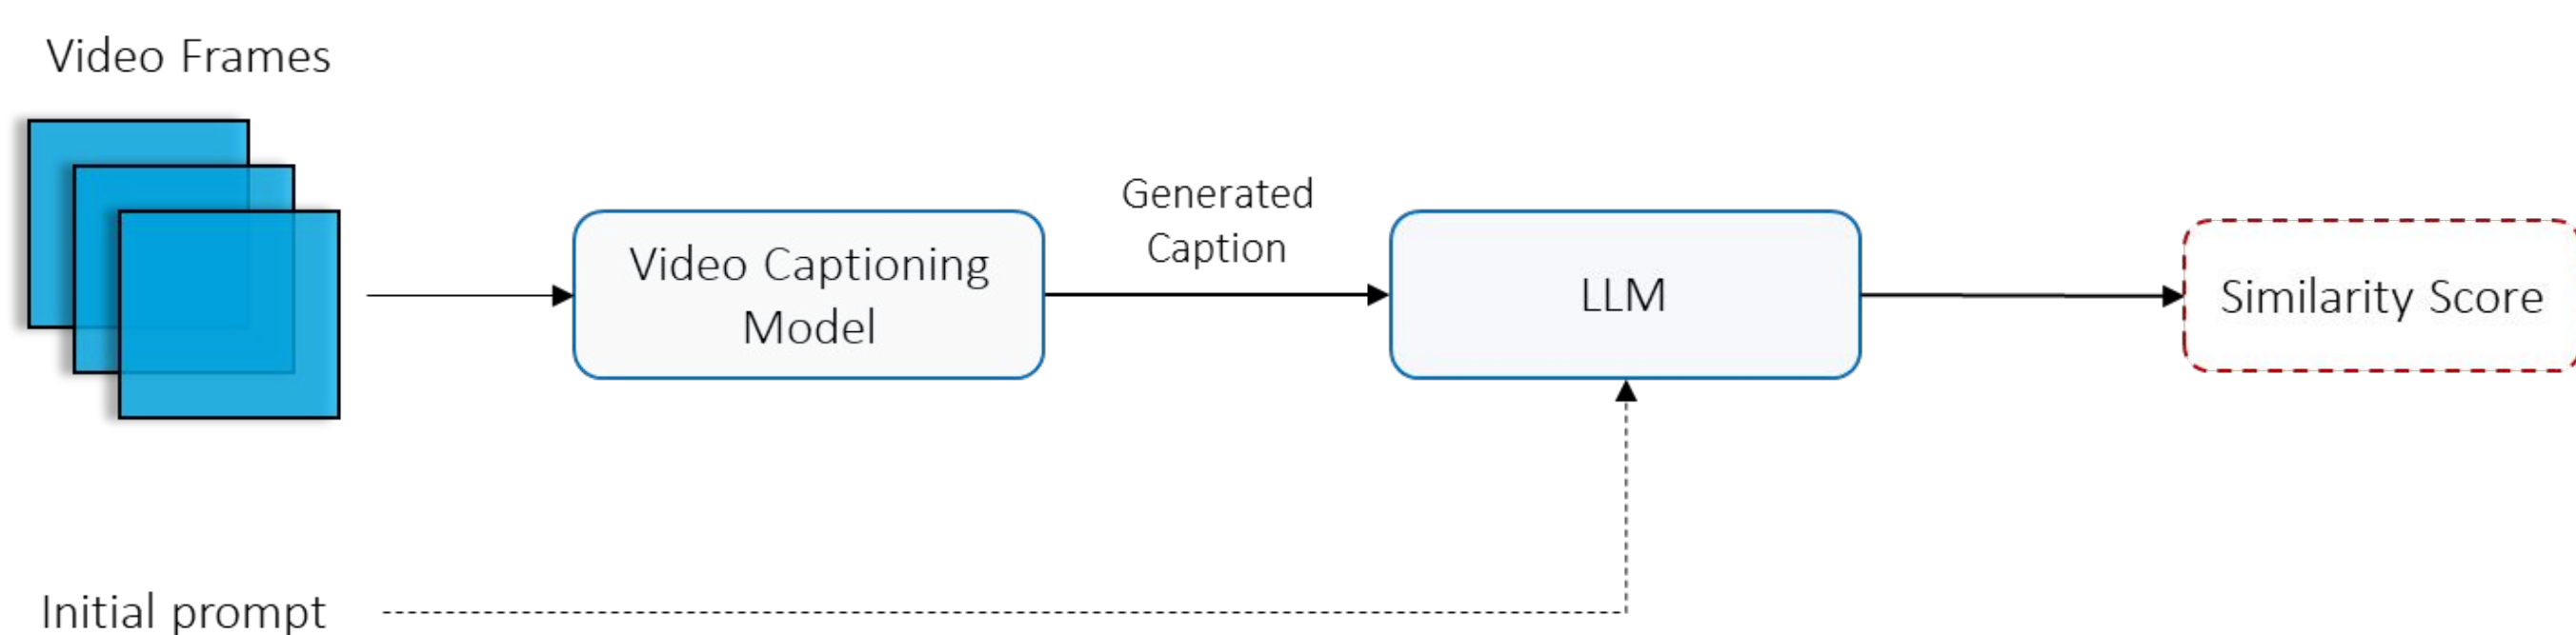 Video Frames
Generated
Caption
Video Captioning
Model
LLM
Similarity Score
Initial prompt